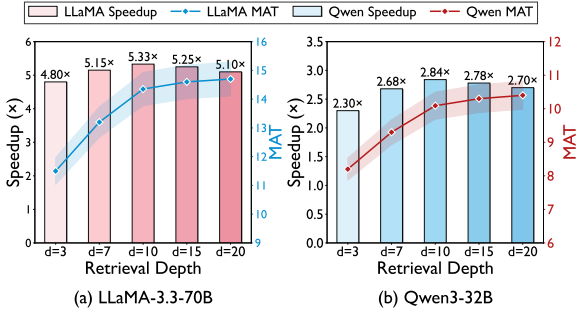 LLaMA Speedup LLaMA MAT Qwen Speedup Qwen MAT
6 16 3.5 12
5.33×
5.15× 5.25× 5.10×
4.80×
2.84× 2.78× 2.70×
2.68×
2.30×
5 15 3.0 11
4 14 2.5 10
3 13 2.0 9
2 12 1.5 8
1 11 1.0 7
0 10 0.5 6
9 0.0
Speedup (×) MAT Speedup (×) MAT
d=3 d=7 d=10 d=15 d=20 d=3 d=7 d=10 d=15 d=20
Retrieval Depth Retrieval Depth
(a) LLaMA-3.3-70B (b) Qwen3-32B